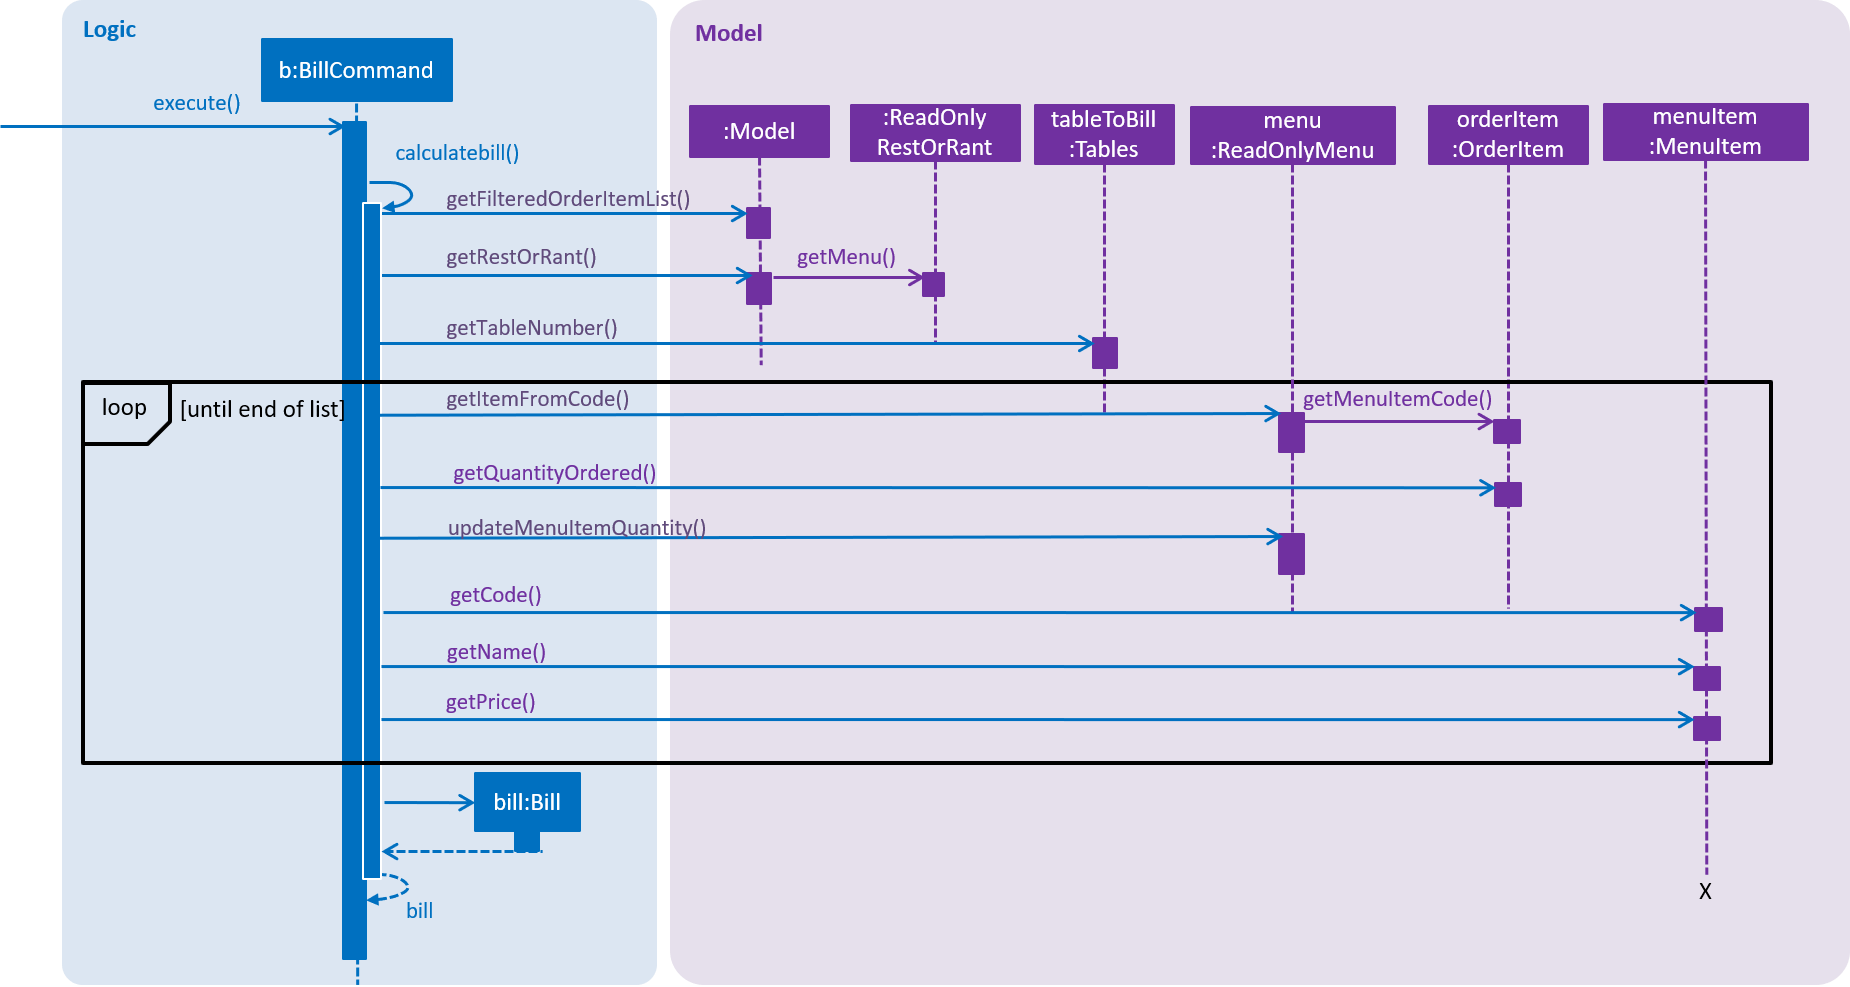 Logic
Model
b:BillCommand
execute()
:Model
:ReadOnly
RestOrRant
tableToBill
:Tables
menu
:ReadOnlyMenu
orderItem
:OrderItem
menuItem
:MenuItem
calculatebill()
getFilteredOrderItemList()
getRestOrRant()
getMenu()
getTableNumber()
loop
[until end of list]
getItemFromCode()
getMenuItemCode()
getQuantityOrdered()
updateMenuItemQuantity()
getCode()
getName()
getPrice()
bill:Bill
bill
X